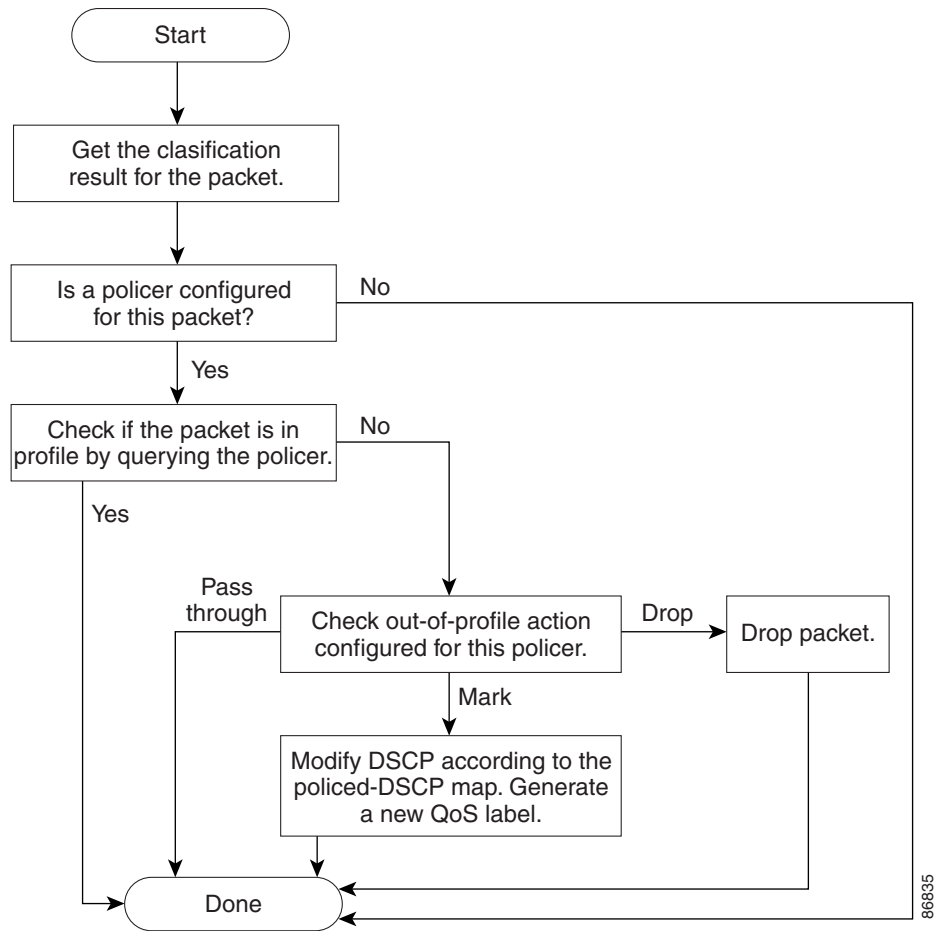 Start
Get the clasification
result for the packet.
Is a policer configured
for this packet?
No
Yes
Check if the packet is in
profile by querying the policer.
No
Yes
Pass
through
Check out-of-profile action
configured for this policer.
Drop
Drop packet.
Mark
Modify DSCP according to the
policed-DSCP map. Generate
a new QoS label.
Done
86835